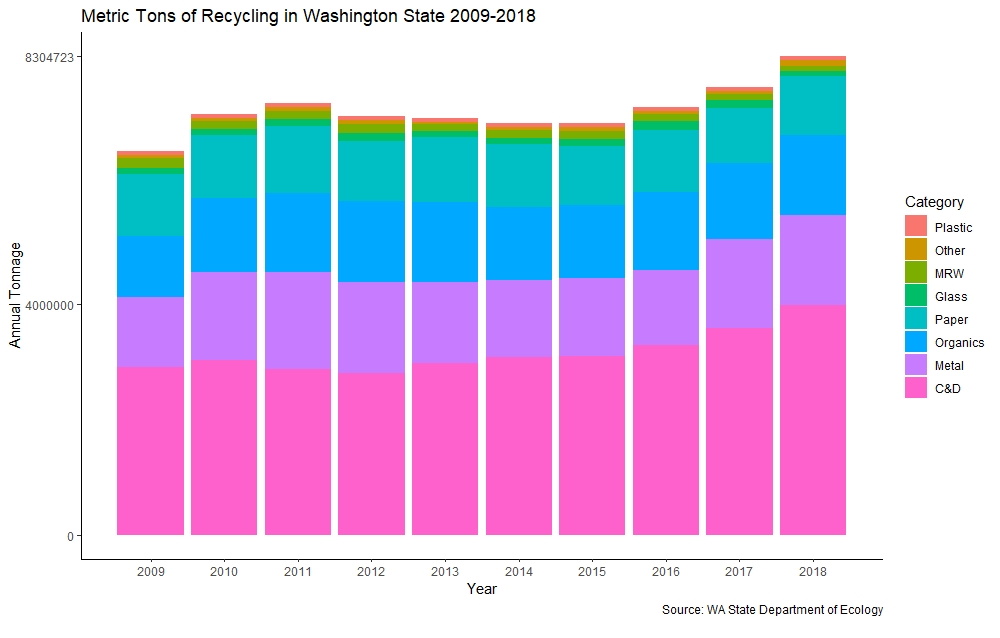 Metric Tons of Recycling in Washington State 2009-2018
8304723
4000000
0
Annual Tonnage
2009 2010 2011 2012 2013 2014 2015 2016 2017 2018
Year
Category
Plastic
Other
MRW
Glass
Paper
Organics
Metal
C&D
Source: WA State Department of Ecology